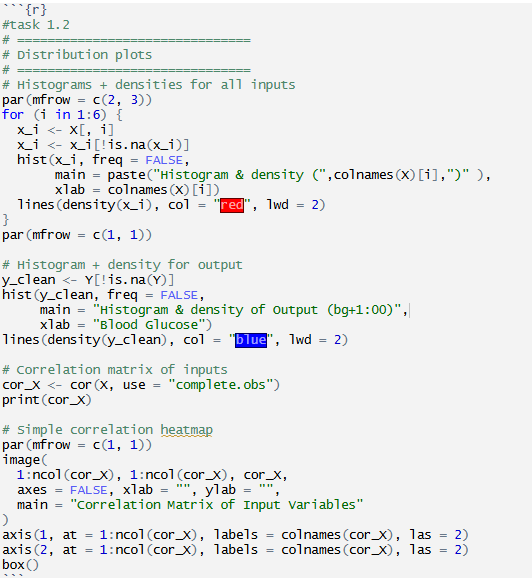 ```{r}
#task 1.2
# ==============================
# Distribution plots
# ==============================
# Histograms + densities for all inputs
par(mfrow = c(2, 3))
for (i in 1:6) {
  x_i <- X[, i]
  x_i <- x_i[!is.na(x_i)]
  hist(x_i, freq = FALSE,
       main = paste("Histogram & density (",colnames(X)[i],")" ),
       xlab = colnames(X)[i])
  lines(density(x_i), col = "red", lwd = 2)
}
par(mfrow = c(1, 1))

# Histogram + density for output
y_clean <- Y[!is.na(Y)]
hist(y_clean, freq = FALSE,
     main = "Histogram & density of Output (bg+1:00)",
     xlab = "Blood Glucose")
lines(density(y_clean), col = "blue", lwd = 2)

# Correlation matrix of inputs
cor_X <- cor(X, use = "complete.obs")
print(cor_X)

# Simple correlation heatmap
par(mfrow = c(1, 1))
image(
  1:ncol(cor_X), 1:ncol(cor_X), cor_X,
  axes = FALSE, xlab = "", ylab = "",
  main = "Correlation Matrix of Input Variables"
)
axis(1, at = 1:ncol(cor_X), labels = colnames(cor_X), las = 2)
axis(2, at = 1:ncol(cor_X), labels = colnames(cor_X), las = 2)
box()
```